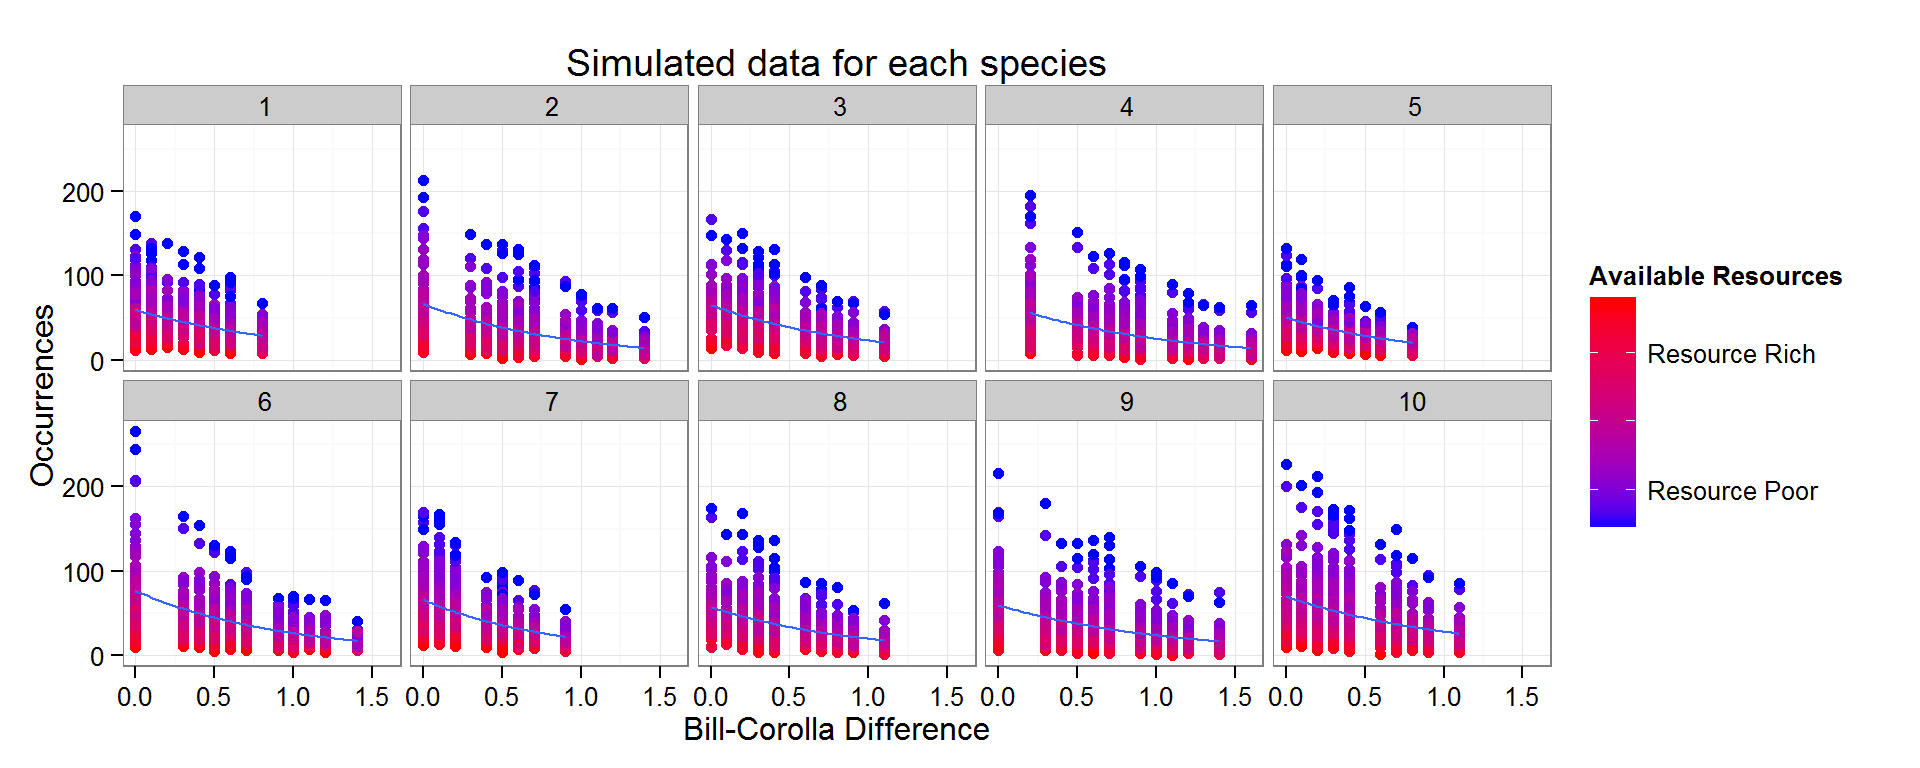 Simulated data for each species
1 2 3 4 5
200
100
0
6 7 8 9 10
200
100
0
0.0 0.5 1.0 1.5 0.0 0.5 1.0 1.5 0.0 0.5 1.0 1.5 0.0 0.5 1.0 1.5 0.0 0.5 1.0 1.5
Occurrences
Bill-Corolla Difference
Available Resources
Resource Rich
Resource Poor